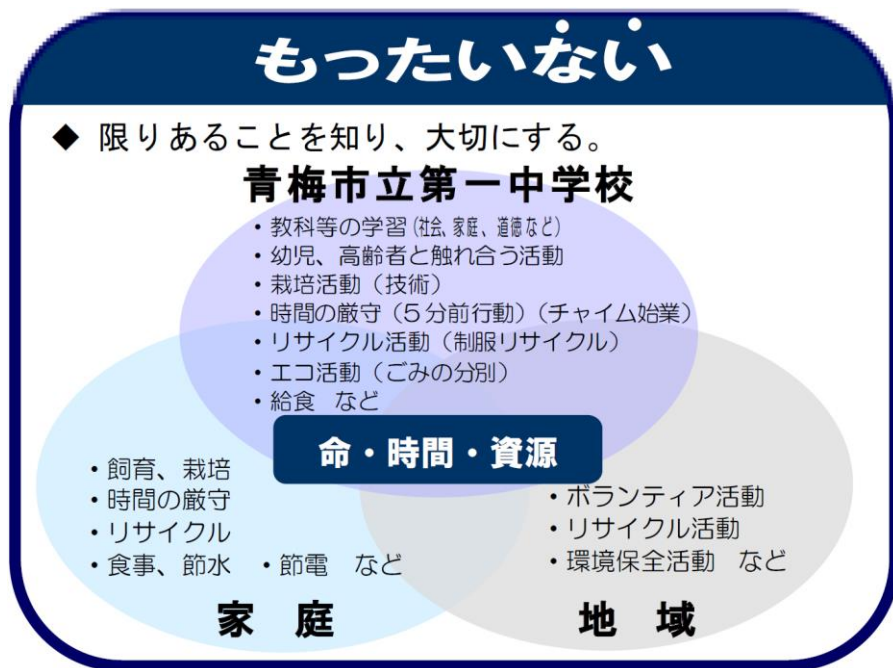 もったいない
◆ 限りあることを知り、大切にする。
青梅市立第一中学校
・教科等の学習(社会、家庭、道徳など)
・幼児、高齢者と触れ合う活動
・栽培活動(技術)
・時間の厳守(5分前行動)(チャイム始業)
・リサイクル活動(制服リサイクル)
・エコ活動(ごみの分別)
・給食 など
命・時間・資源
・飼育、栽培
・時間の厳守
・リサイクル
・食事、節水 ・節電 など
家 庭
・ボランティア活動
・リサイクル活動
・環境保全活動 など
地 域